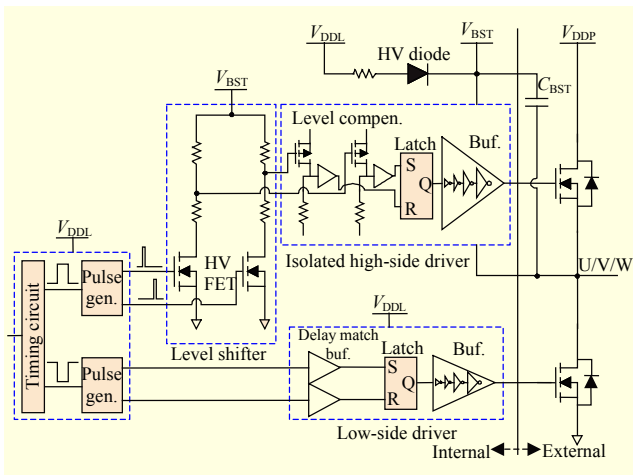 V_DDL
HV diode
V_BST
V_DDP
V_BST
C_BST
Level compen.
Latch
Buf.
S
Q
R
HV
FET
Isolated high-side driver
U/V/W
V_DDL
Timing circuit
Pulse
gen.
Level shifter
V_DDL
Delay match
buf.
Latch
Buf.
S
Q
R
Pulse
gen.
Low-side driver
Internal
External